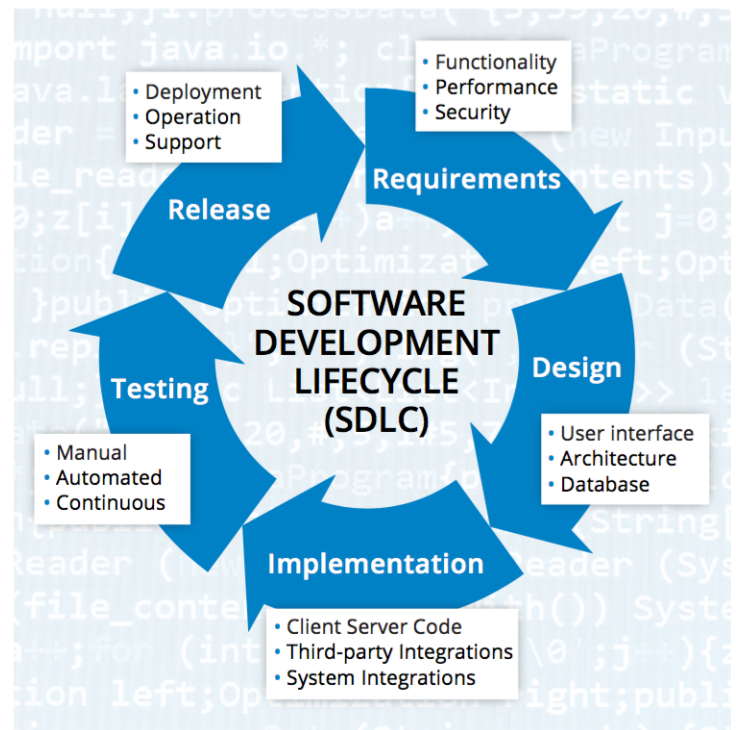 SOFTWARE
DEVELOPMENT
LIFECYCLE
(SDLC)
Requirements
• Functionality
• Performance
• Security
Design
• User interface
• Architecture
• Database
Implementation
• Client Server Code
• Third-party Integrations
• System Integrations
Testing
• Manual
• Automated
• Continuous
Release
• Deployment
• Operation
• Support